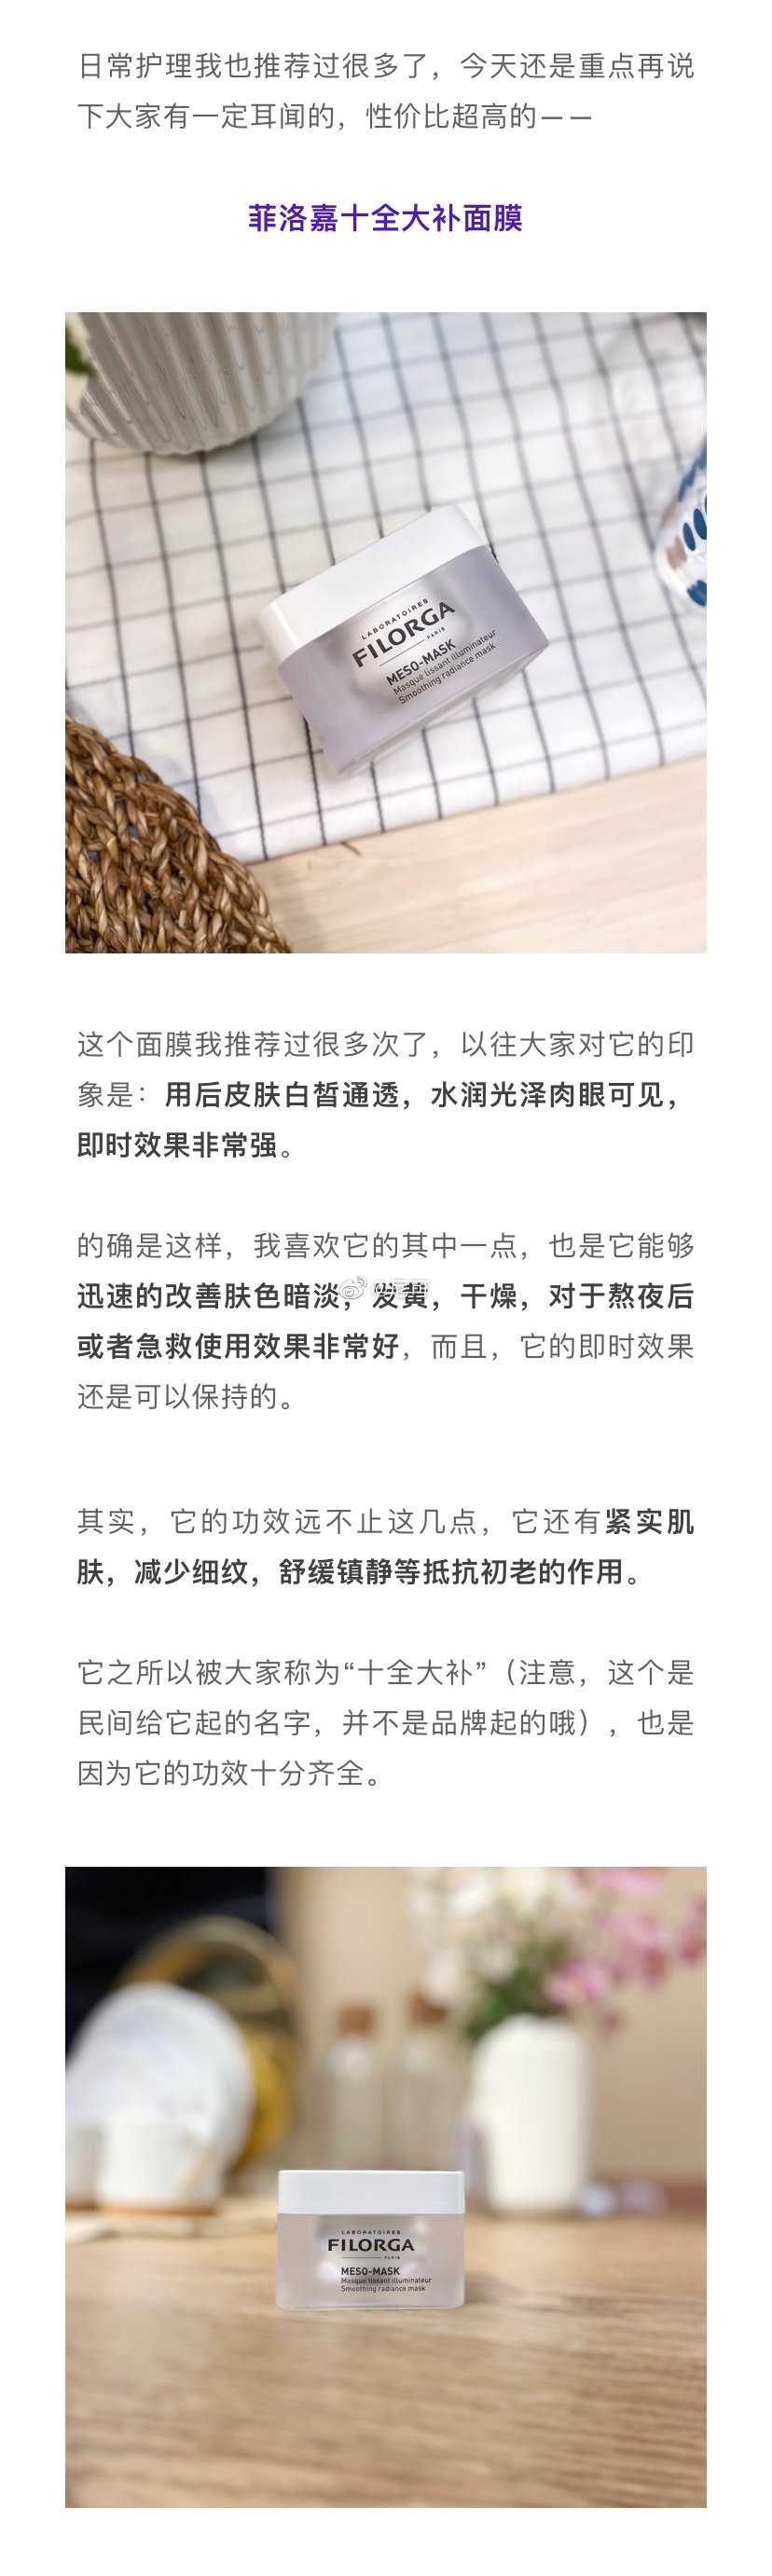 日常护理我也推荐过很多了，今天还是重点再说
下大家有一定耳闻的，性价比超高的——
菲洛嘉十全大补面膜
LABORATOIRES
FILORGA
PARIS
MESO-MASK
Masque lissant illuminateur
Smoothing radiance mask
这个面膜我推荐过很多次了，以往大家对它的印
象是：用后皮肤白皙通透，水润光泽肉眼可见，
即时效果非常强。
的确是这样，我喜欢它的其中一点，也是它能够
迅速的改善肤色暗淡，发黄，干燥，对于熬夜后
或者急救使用效果非常好，而且，它的即时效果
还是可以保持的。
其实，它的功效远不止这几点，它还有紧实肌
肤，减少细纹，舒缓镇静等抵抗初老的作用。
它之所以被大家称为“十全大补”（注意，这个是
民间给它起的名字，并不是品牌起的哦），也是
因为它的功效十分齐全。
LABORATOIRES
FILORGA
PARIS
MESO-MASK
Masque lissant illuminateur
Smoothing radiance mask